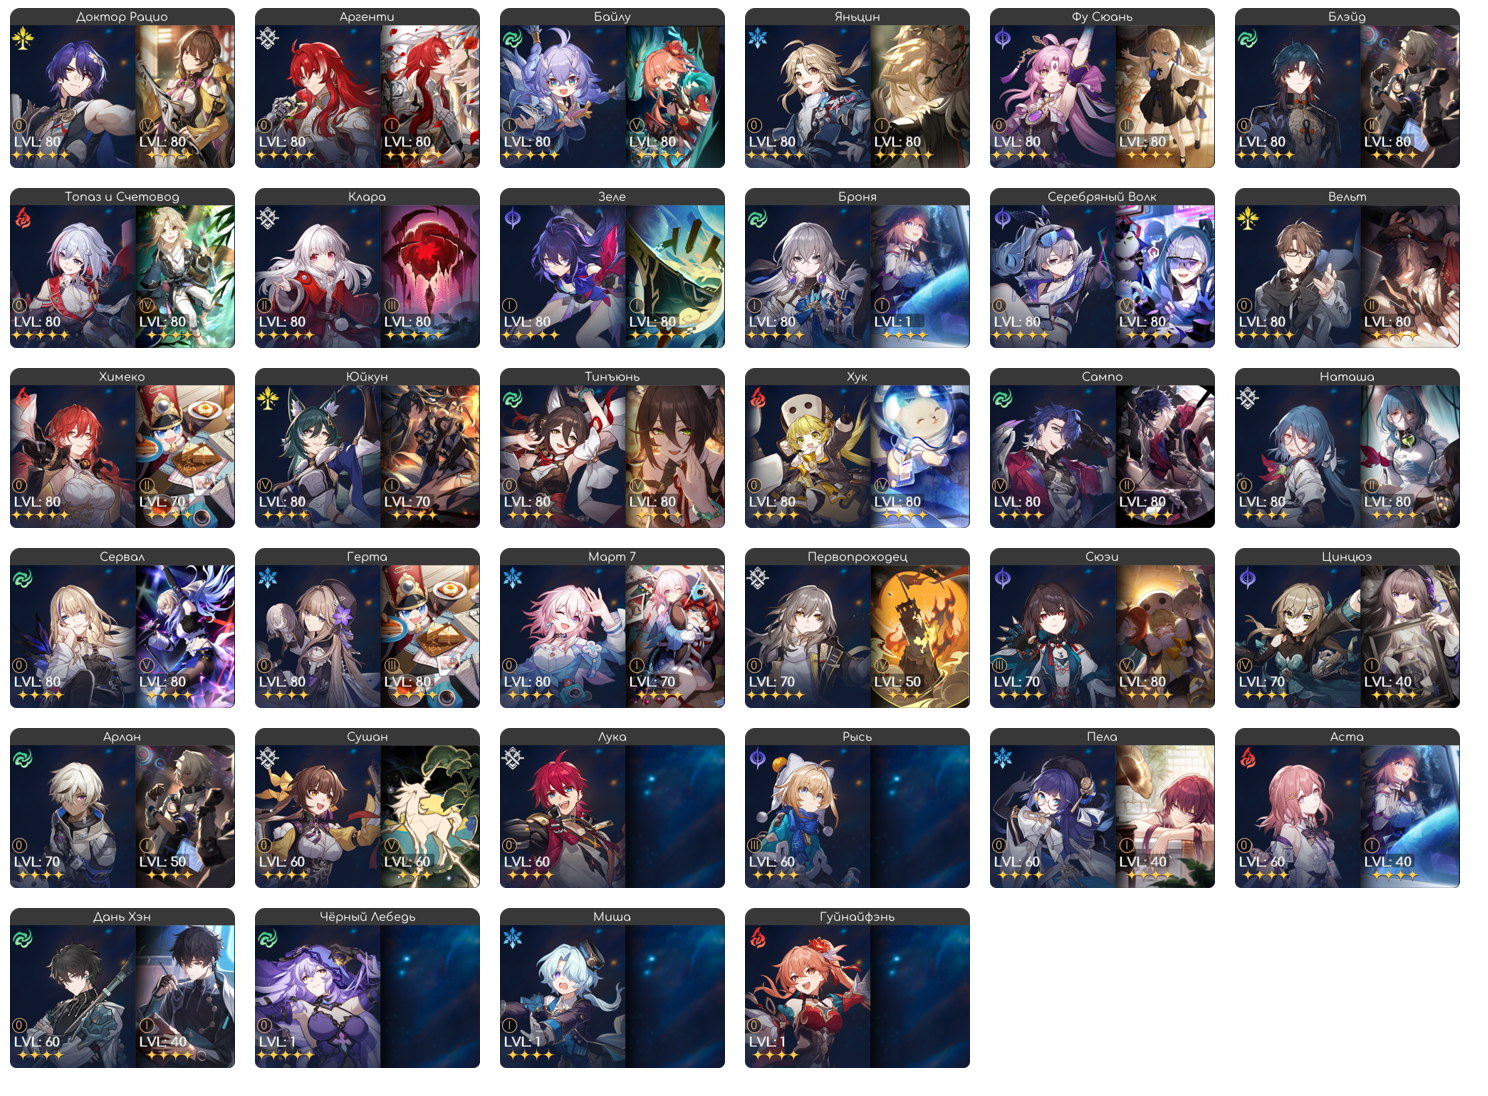 Доктор Рацио
0
LVL: 80
IV
LVL: 80
Аргенти
0
LVL: 80
I
LVL: 80
Байлу
I
LVL: 80
V
LVL: 80
Яньцин
0
LVL: 80
I
LVL: 80
Фу Сюань
0
LVL: 80
II
LVL: 80
Блэйд
0
LVL: 80
II
LVL: 80
Топаз и Счетовод
0
LVL: 80
IV
LVL: 80
Клара
II
LVL: 80
III
LVL: 80
Зеле
I
LVL: 80
I
LVL: 80
Броня
I
LVL: 80
I
LVL: 1
Серебряный Волк
0
LVL: 80
V
LVL: 80
Вельт
0
LVL: 80
II
LVL: 80
Химеко
0
LVL: 80
II
LVL: 70
Юйкун
IV
LVL: 80
I
LVL: 70
Тинъюнь
0
LVL: 80
IV
LVL: 80
Хук
0
LVL: 80
IV
LVL: 80
Сампо
IV
LVL: 80
II
LVL: 80
Наташа
0
LVL: 80
II
LVL: 80
Сервал
0
LVL: 80
V
LVL: 80
Герта
0
LVL: 80
III
LVL: 80
Март 7
0
LVL: 80
I
LVL: 70
Первопроходец
0
LVL: 70
IV
LVL: 50
Сюэи
III
LVL: 70
V
LVL: 80
Цинцюэ
IV
LVL: 70
I
LVL: 40
Арлан
0
LVL: 70
I
LVL: 50
Сушан
0
LVL: 60
V
LVL: 60
Лука
0
LVL: 60
Рысь
III
LVL: 60
Пела
0
LVL: 60
I
LVL: 40
Аста
0
LVL: 60
I
LVL: 40
Дань Хэн
0
LVL: 60
I
LVL: 40
Чёрный Лебедь
0
LVL: 1
Миша
I
LVL: 1
Гуйнайфэнь
0
LVL: 1